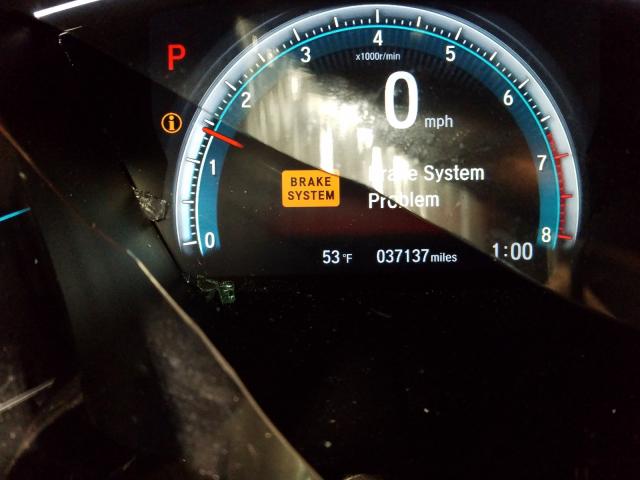 P
4
3
5
x1000r/min
2
6
0
mph
i
1
7
BRAKE
SYSTEM
Brake System
Problem
0
8
53 °F
037137 miles
1:00